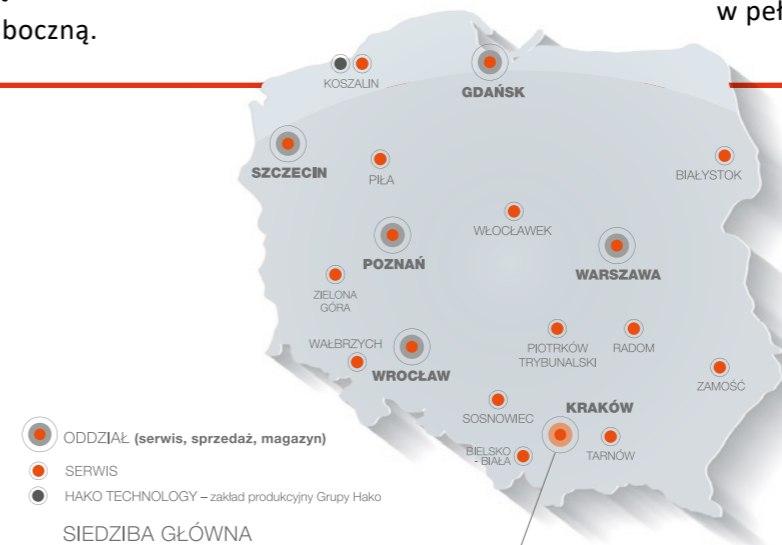 boczną.
KOSZALIN
GDAŃSK
SZCZECIN
PIŁA
BIAŁYSTOK
WŁOCŁAWEK
POZNAŃ
WARSZAWA
ZIELONA
GÓRA
WAŁBRZYCH
WROCŁAW
PIOTRKÓW
TRYBUNALSKI
RADOM
ZAMOŚĆ
SOSNOWIEC
KRAKÓW
BIELSKO
- BIAŁA
TARNÓW
ODDZIAŁ (serwis, sprzedaż, magazyn)
SERWIS
HAKO TECHNOLOGY – zakład produkcyjny Grupy Hako
SIEDZIBA GŁÓWNA